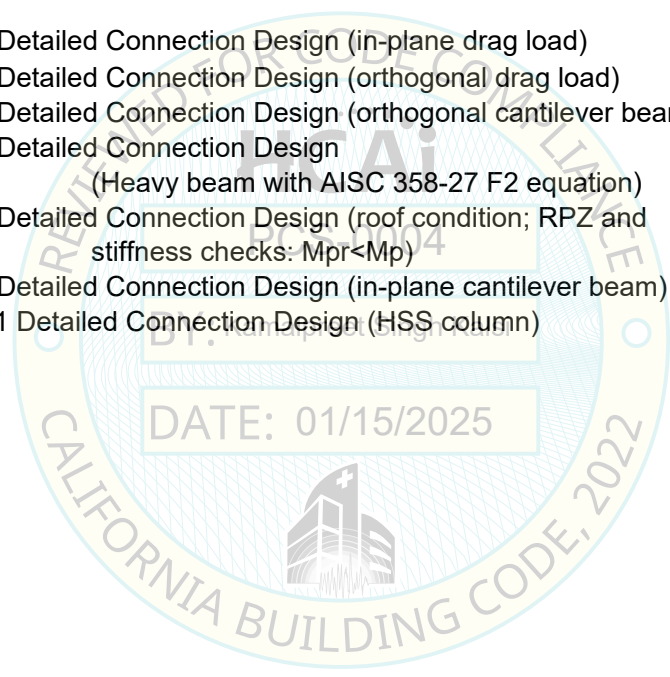 Detailed Connection Design (in-plane drag load)
Detailed Connection Design (orthogonal drag load)
Detailed Connection Design (orthogonal cantilever bear
Detailed Connection Design
(Heavy beam with AISC 358-27 F2 equation)
Detailed Connection Design (roof condition; RPZ and
stiffness checks: Mpr<Mp)
Detailed Connection Design (in-plane cantilever beam)
1 Detailed Connection Design (HSS column)
REVIEWED FOR CODE COMPLIANCE
HCAi
PCS-0004
BY: Kamalpreet Singh Kalsi
DATE: 01/15/2025
CALIFORNIA BUILDING CODE, 2022